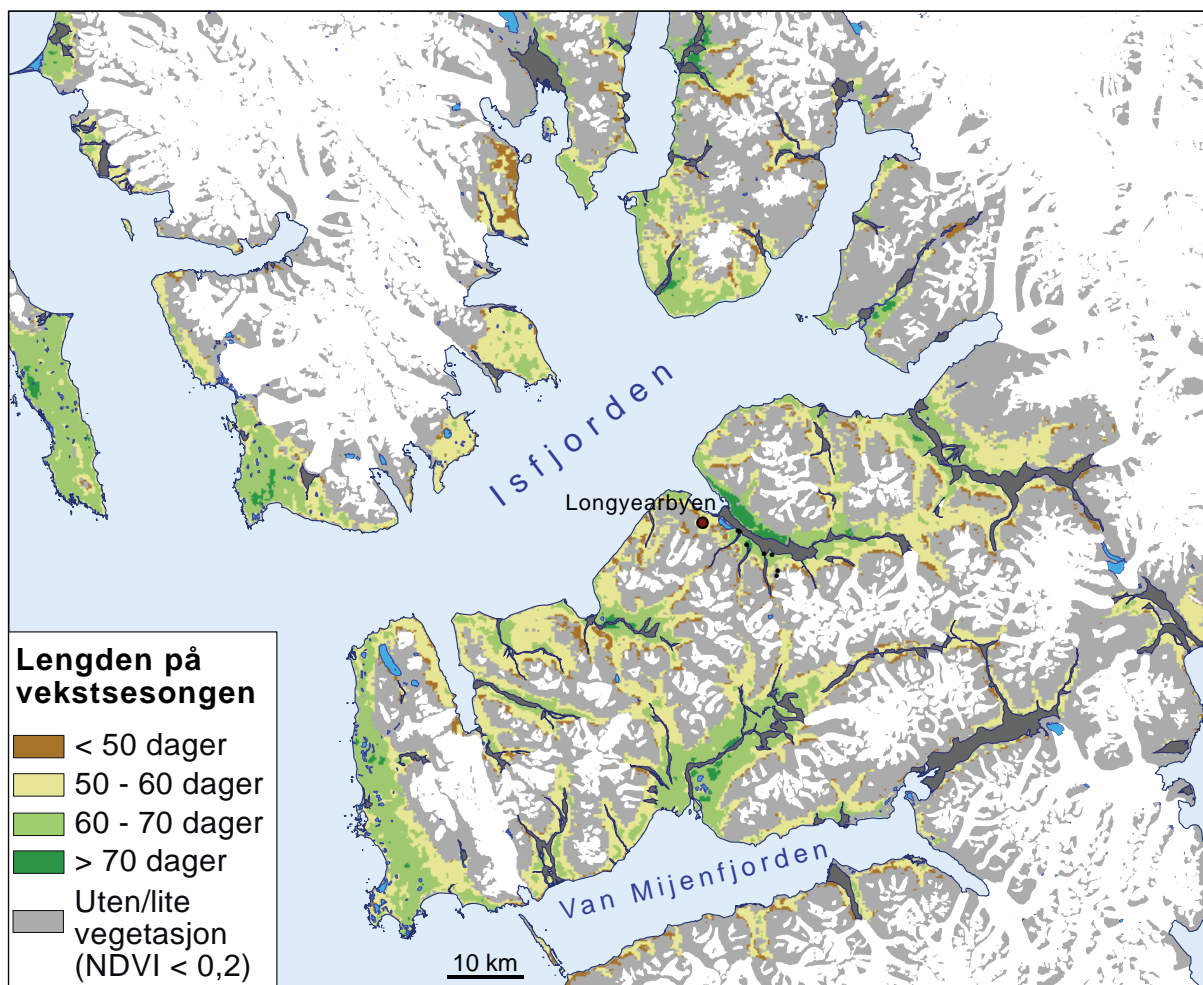 Isfjorden
Longyearbyen
Lengden på
vekstsesongen
< 50 dager
50 - 60 dager
60 - 70 dager
> 70 dager
Uten/lite
vegetasjon
(NDVI < 0,2)
Van Mijenfjorden
10 km